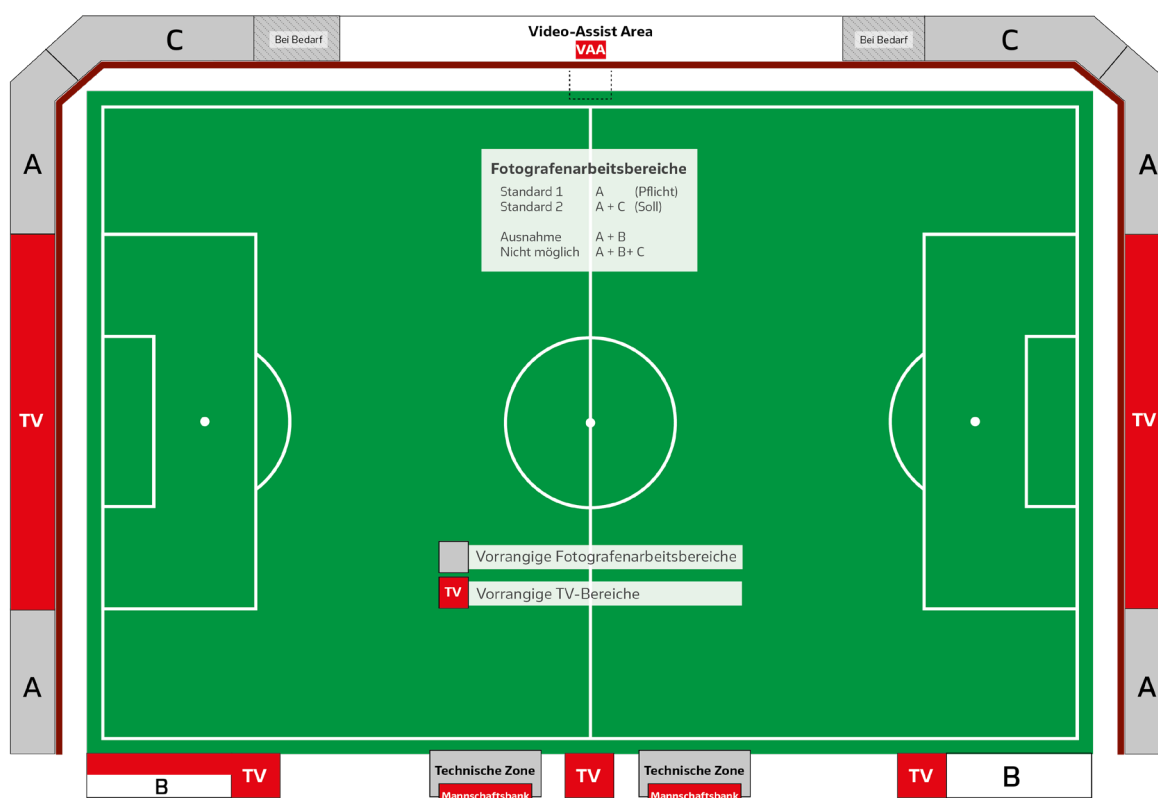 C
Bei Bedarf
Video-Assist Area
VAA
Bei Bedarf
C
A
A
Fotografenarbeitsbereiche
Standard 1 A (Pflicht)
Standard 2 A + C (Soll)
Ausnahme A + B
Nicht möglich A + B+ C
TV
TV
Vorrangige Fotografenarbeitsbereiche
TV Vorrangige TV-Bereiche
A
A
B
TV
Technische Zone
Mannschaftsbank
TV
Technische Zone
Mannschaftsbank
TV
B